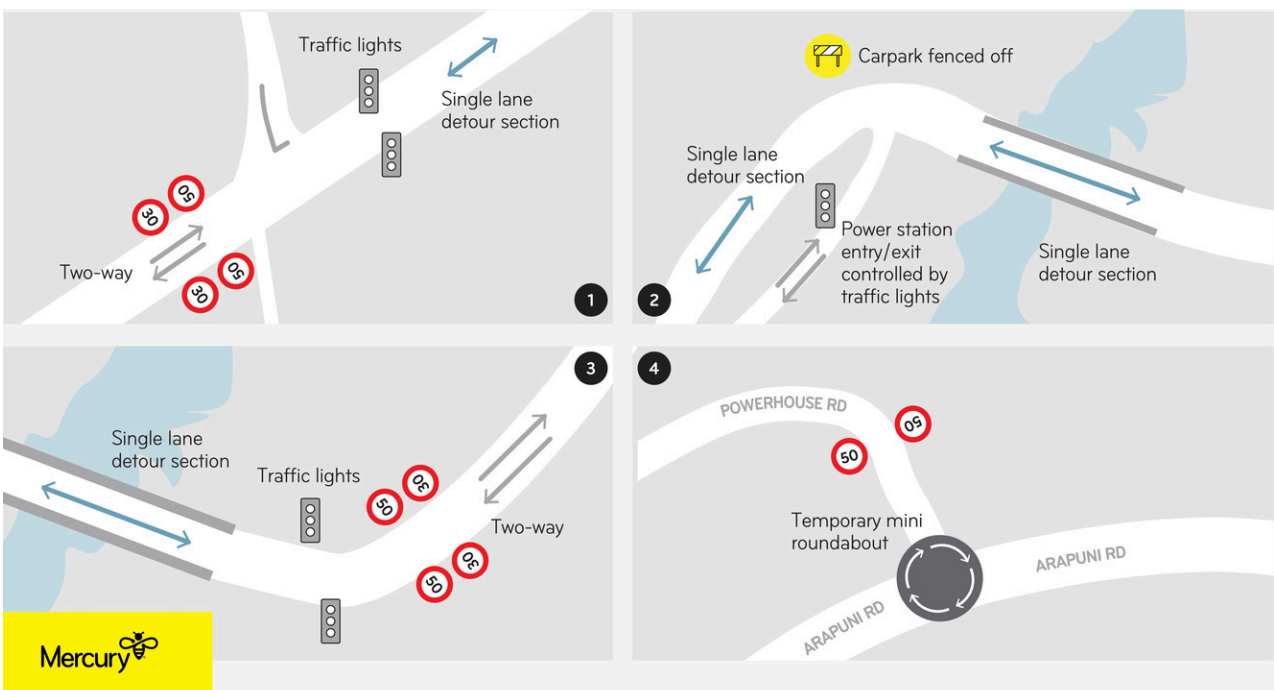 Traffic lights
Single lane
detour section
50
30
50
30
Two-way
1
Carpark fenced off
Single lane
detour section
Power station
entry/exit
controlled by
traffic lights
Single lane
detour section
2
3
Single lane
detour section
Traffic lights
30
50
30
50
Two-way
4
POWERHOUSE RD
50
50
Temporary mini
roundabout
ARAPUNI RD
ARAPUNI RD
Mercury